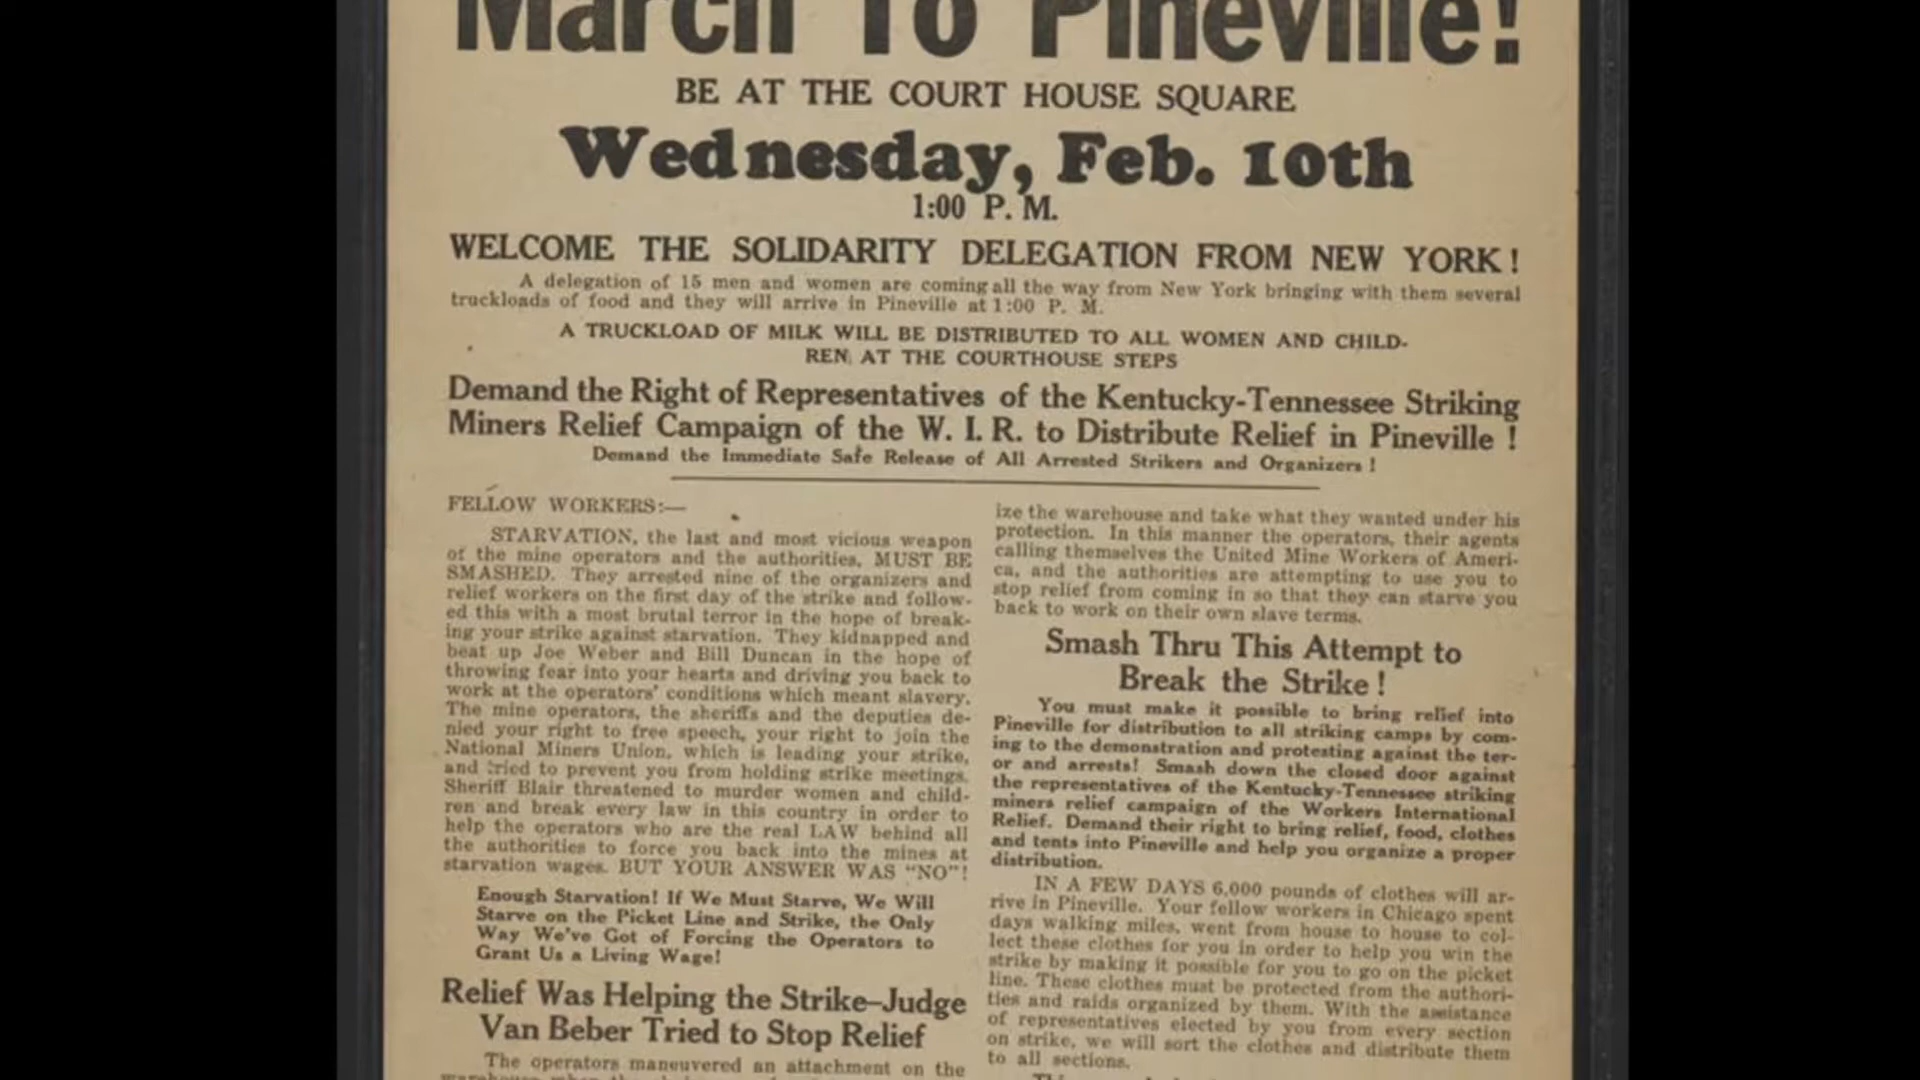 March To Pineville!
BE AT THE COURT HOUSE SQUARE
Wednesday, Feb. 10th
1:00 P. M.
WELCOME THE SOLIDARITY DELEGATION FROM NEW YORK!
A delegation of 15 men and women are coming all the way from New York bringing with them several
truckloads of food and they will arrive in Pineville at 1:00 P. M.
A TRUCKLOAD OF MILK WILL BE DISTRIBUTED TO ALL WOMEN AND CHILD-
REN AT THE COURTHOUSE STEPS
Demand the Right of Representatives of the Kentucky-Tennessee Striking
Miners Relief Campaign of the W. I. R. to Distribute Relief in Pineville !
Demand the Immediate Safe Release of All Arrested Strikers and Organizers !
FELLOW WORKERS:—
STARVATION, the last and most vicious weapon
of the mine operators and the authorities, MUST BE
SMASHED. They arrested nine of the organizers and
relief workers on the first day of the strike and follow-
ed this with a most brutal terror in the hope of break-
ing your strike against starvation. They kidnapped and
beat up Joe Weber and Bill Duncan in the hope of
throwing fear into your hearts and driving you back to
work at the operators' conditions which meant slavery.
The mine operators, the sheriffs and the deputies de-
nied your right to free speech, your right to join the
National Miners Union, which is leading your strike,
and tried to prevent you from holding strike meetings.
Sheriff Blair threatened to murder women and child-
ren and break every law in this country in order to
help the operators who are the real LAW behind all
the authorities to force you back into the mines at
starvation wages. BUT YOUR ANSWER WAS "NO"!
Enough Starvation! If We Must Starve, We Will
Starve on the Picket Line and Strike, the Only
Way We've Got of Forcing the Operators to
Grant Us a Living Wage!
Relief Was Helping the Strike—Judge
Van Beber Tried to Stop Relief
The operators maneuvered an attachment on the
ize the warehouse and take what they wanted under his
protection. In this manner the operators, their agents
calling themselves the United Mine Workers of Ameri-
ca, and the authorities are attempting to use you to
stop relief from coming in so that they can starve you
back to work on their own slave terms.
Smash Thru This Attempt to
Break the Strike !
You must make it possible to bring relief into
Pineville for distribution to all striking camps by com-
ing to the demonstration and protesting against the ter-
or and arrests! Smash down the closed door against
the representatives of the Kentucky-Tennessee striking
miners relief campaign of the Workers International
Relief. Demand their right to bring relief, food, clothes
and tents into Pineville and help you organize a proper
distribution.
IN A FEW DAYS 6,000 pounds of clothes will ar-
rive in Pineville. Your fellow workers in Chicago spent
days walking miles, went from house to house to col-
lect these clothes for you in order to help you win the
strike by making it possible for you to go on the picket
line. These clothes must be protected from the authori-
ties and raids organized by them. With the assistance
of representatives elected by you from every section
on strike, we will sort the clothes and distribute them
to all sections.